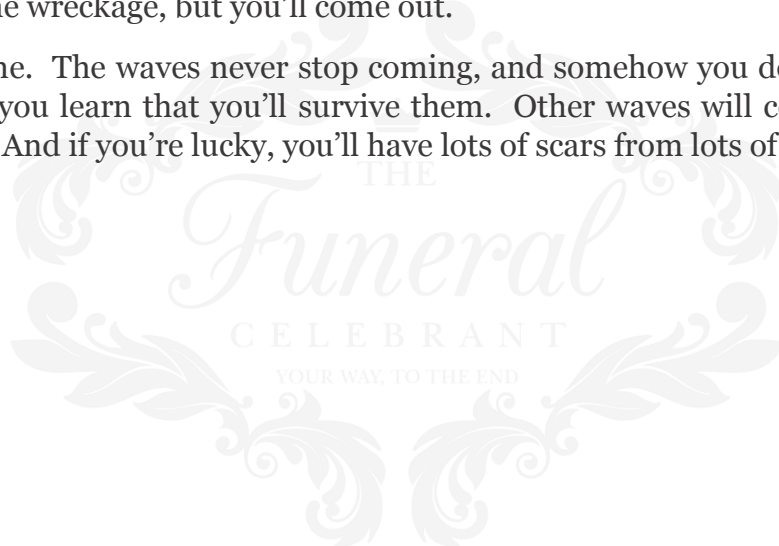 he wreckage, but you'll come out.
ne. The waves never stop coming, and somehow you do
you learn that you'll survive them. Other waves will c
And if you're lucky, you'll have lots of scars from lots of
THE
Funeral
CELEBRANT
YOUR WAY, TO THE END